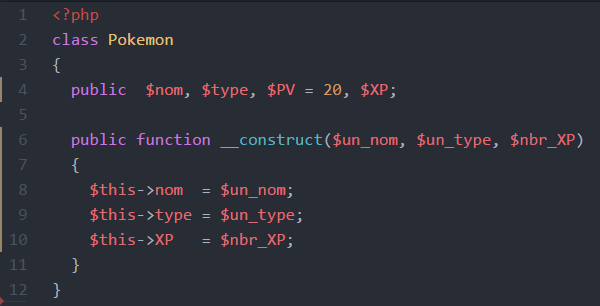 1 <?php
2 class Pokemon
3 {
4 public  $nom, $type, $PV = 20, $XP;
5
6 public function __construct($un_nom, $un_type, $nbr_XP)
7 {
8 $this->nom  = $un_nom;
9 $this->type = $un_type;
10 $this->XP   = $nbr_XP;
11 }
12 }